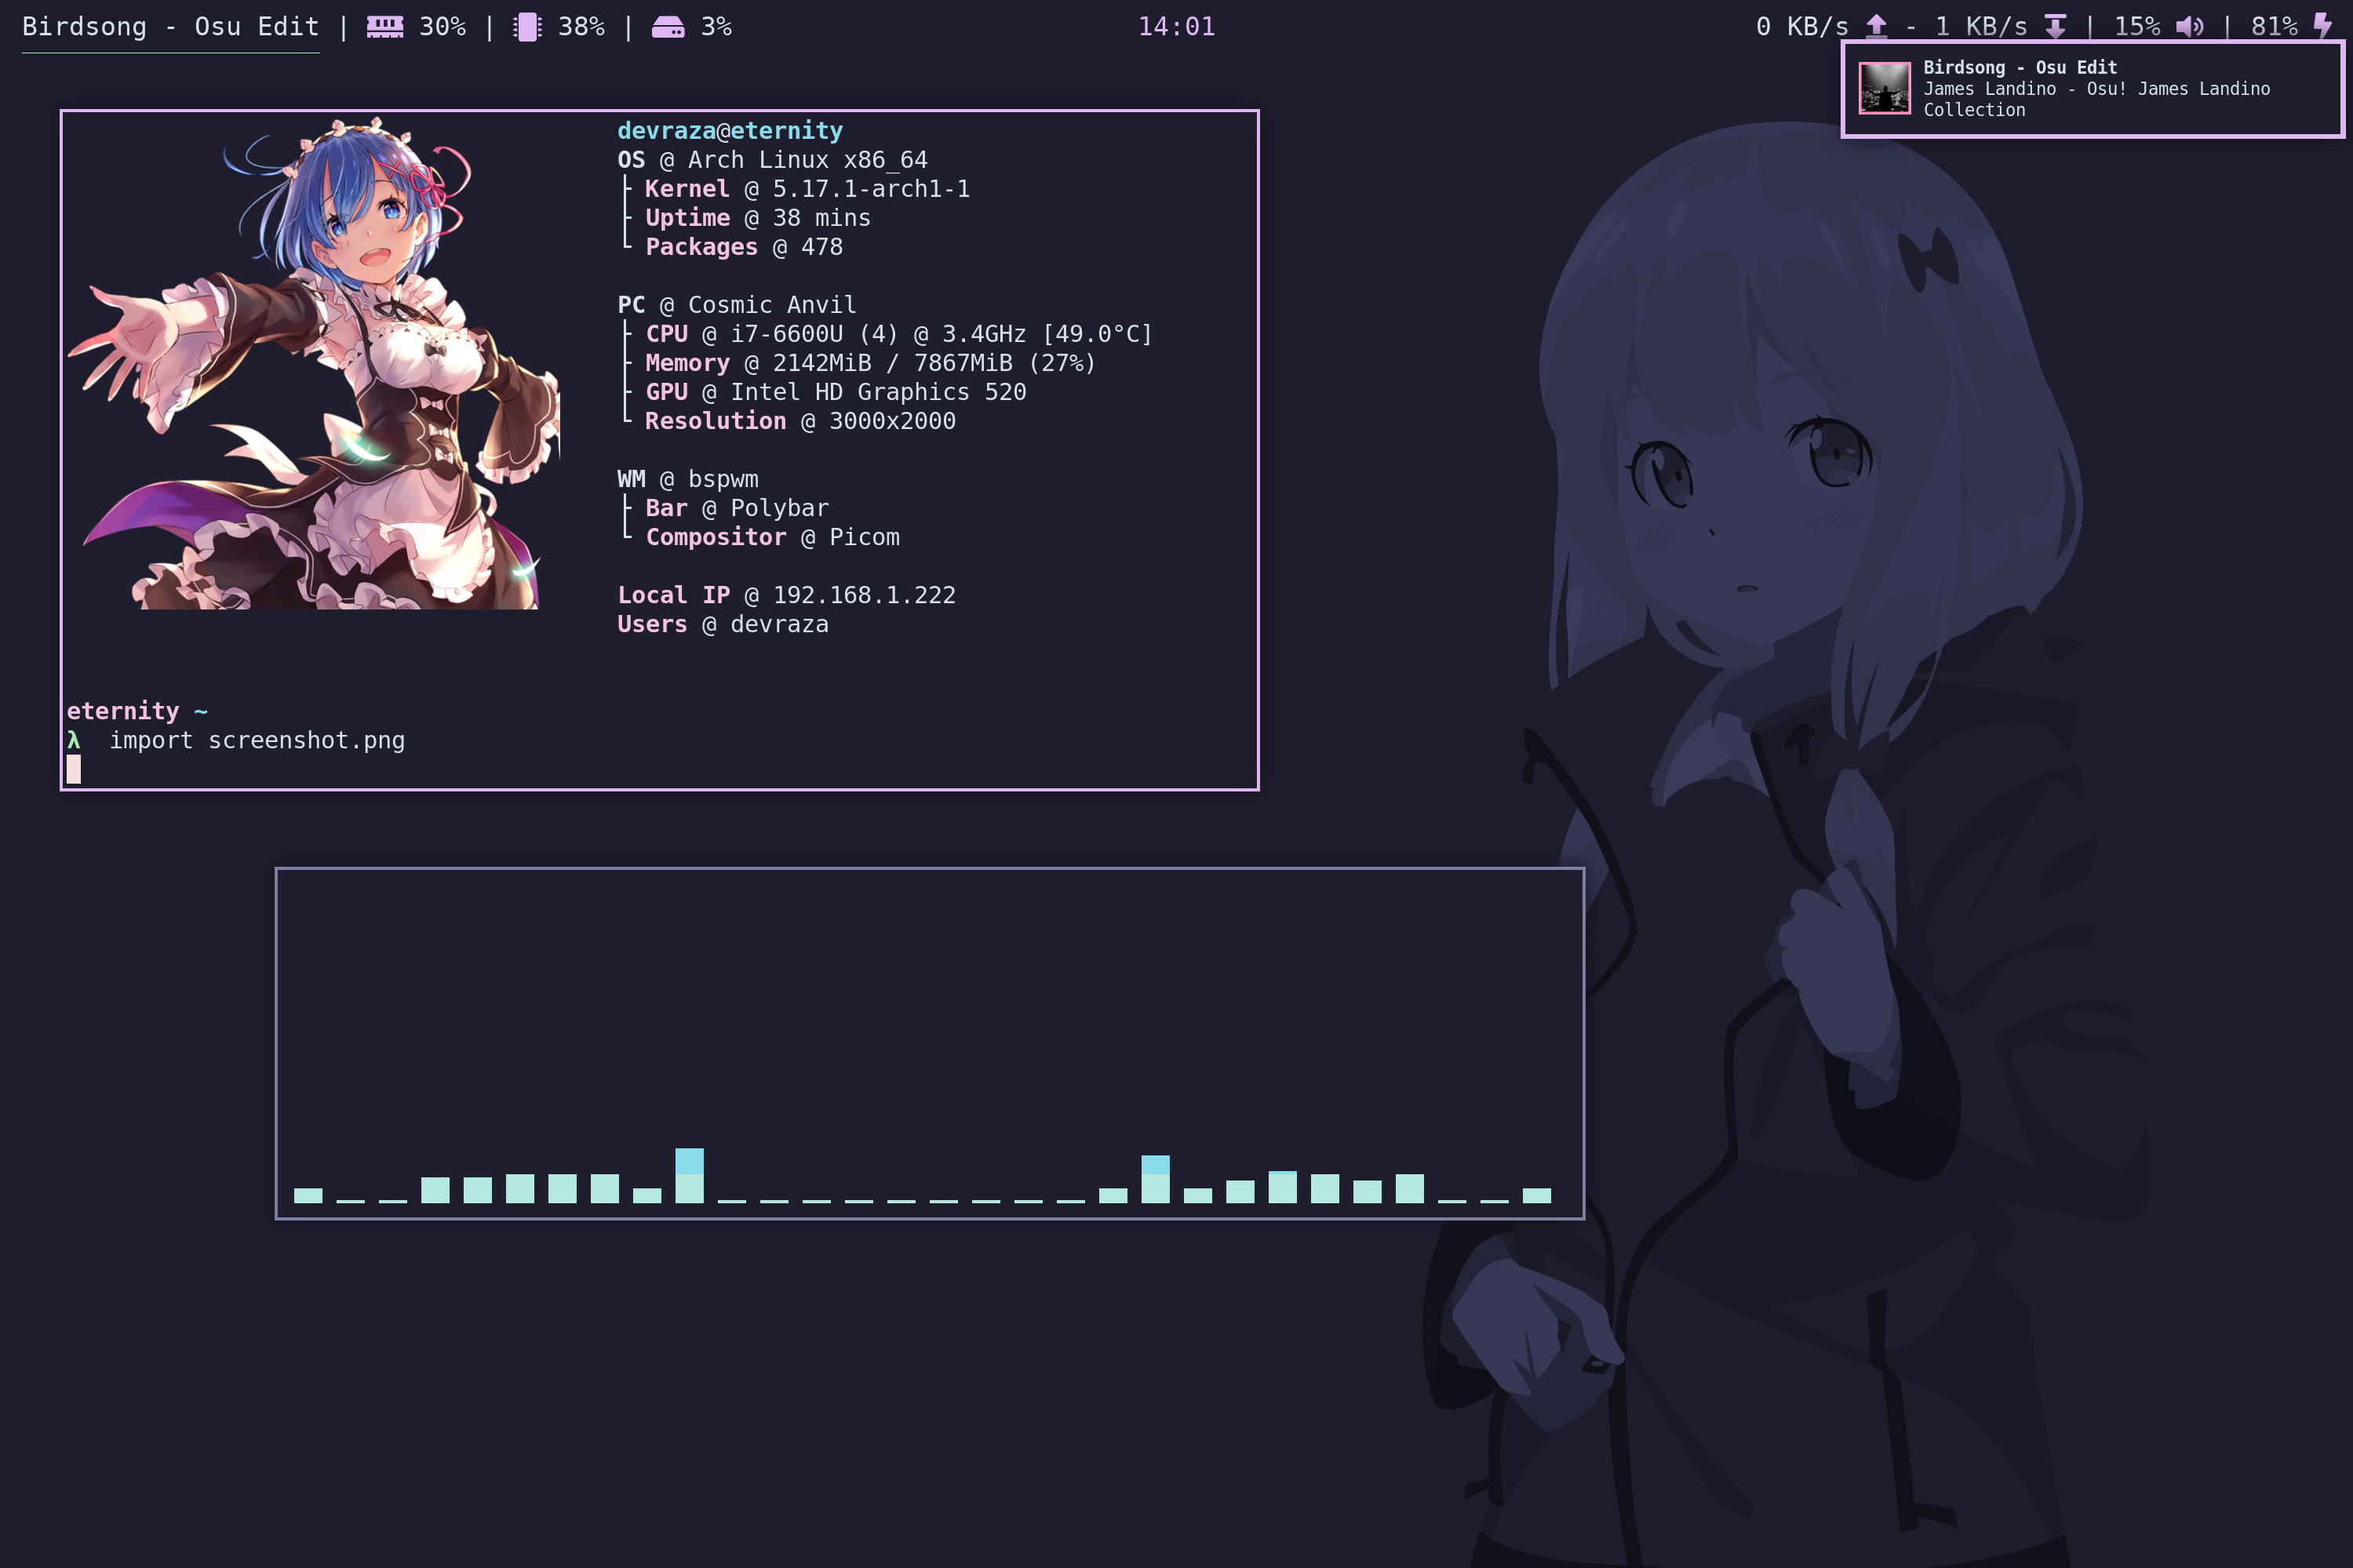 Birdsong - Osu Edit | 30% | 38% | 3%
14:01
0 KB/s - 1 KB/s | 15% | 81%
Birdsong - Osu Edit
James Landino - Osu! James Landino
Collection
devraza@eternity
OS @ Arch Linux x86_64
├ Kernel @ 5.17.1-arch1-1
├ Uptime @ 38 mins
└ Packages @ 478
PC @ Cosmic Anvil
├ CPU @ i7-6600U (4) @ 3.4GHz [49.0°C]
├ Memory @ 2142MiB / 7867MiB (27%)
├ GPU @ Intel HD Graphics 520
└ Resolution @ 3000x2000
WM @ bspwm
├ Bar @ Polybar
└ Compositor @ Picom
Local IP @ 192.168.1.222
Users @ devraza
eternity ~
λ import screenshot.png